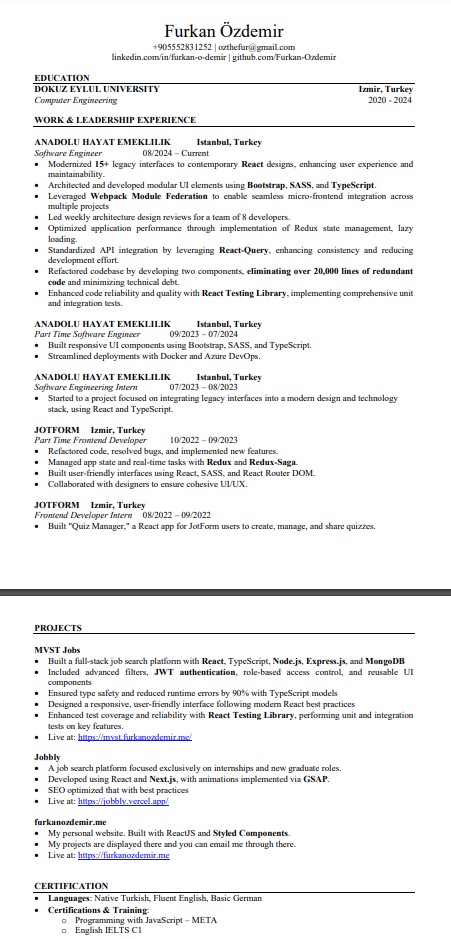 Furkan Özdemir
+905552831252 | ozthefur@gmail.com
linkedin.com/in/furkan-o-demir | github.com/Furkan-Ozdemir
EDUCATION
DOKUZ EYLUL UNIVERSITY Izmir, Turkey
Computer Engineering 2020 - 2024
WORK & LEADERSHIP EXPERIENCE
ANADOLU HAYAT EMEKLILIK Istanbul, Turkey
Software Engineer 08/2024 – Current
• Modernized 15+ legacy interfaces to contemporary React designs, enhancing user experience and
maintainability.
• Architected and developed modular UI elements using Bootstrap, SASS, and TypeScript.
• Leveraged Webpack Module Federation to enable seamless micro-frontend integration across
multiple projects
• Led weekly architecture design reviews for a team of 8 developers.
• Optimized application performance through implementation of Redux state management, lazy
loading.
• Standardized API integration by leveraging React-Query, enhancing consistency and reducing
development effort.
• Refactored codebase by developing two components, eliminating over 20,000 lines of redundant
code and minimizing technical debt.
• Enhanced code reliability and quality with React Testing Library, implementing comprehensive unit
and integration tests.
ANADOLU HAYAT EMEKLILIK Istanbul, Turkey
Part Time Software Engineer 09/2023 – 07/2024
• Built responsive UI components using Bootstrap, SASS, and TypeScript.
• Streamlined deployments with Docker and Azure DevOps.
ANADOLU HAYAT EMEKLILIK Istanbul, Turkey
Software Engineering Intern 07/2023 – 08/2023
• Started to a project focused on integrating legacy interfaces into a modern design and technology
stack, using React and TypeScript.
JOTFORM Izmir, Turkey
Part Time Frontend Developer 10/2022 – 09/2023
• Refactored code, resolved bugs, and implemented new features.
• Managed app state and real-time tasks with Redux and Redux-Saga.
• Built user-friendly interfaces using React, SASS, and React Router DOM.
• Collaborated with designers to ensure cohesive UI/UX.
JOTFORM Izmir, Turkey
Frontend Developer Intern 08/2022 – 09/2022
• Built "Quiz Manager," a React app for JotForm users to create, manage, and share quizzes.
PROJECTS
MVST Jobs
• Built a full-stack job search platform with React, TypeScript, Node.js, Express.js, and MongoDB
• Included advanced filters, JWT authentication, role-based access control, and reusable UI
components
• Ensured type safety and reduced runtime errors by 90% with TypeScript models
• Designed a responsive, user-friendly interface following modern React best practices
• Enhanced test coverage and reliability with React Testing Library, performing unit and integration
tests on key features.
• Live at: https://mvst.furkanozdemir.me/
Jobbly
• A job search platform focused exclusively on internships and new graduate roles.
• Developed using React and Next.js, with animations implemented via GSAP.
• SEO optimized that with best practices
• Live at: https://jobbly.vercel.app/
furkanozdemir.me
• My personal website. Built with ReactJS and Styled Components.
• My projects are displayed there and you can email me through there.
• Live at: https://furkanozdemir.me
CERTIFICATION
• Languages: Native Turkish, Fluent English, Basic German
• Certifications & Training:
o Programming with JavaScript – META
o English IELTS C1